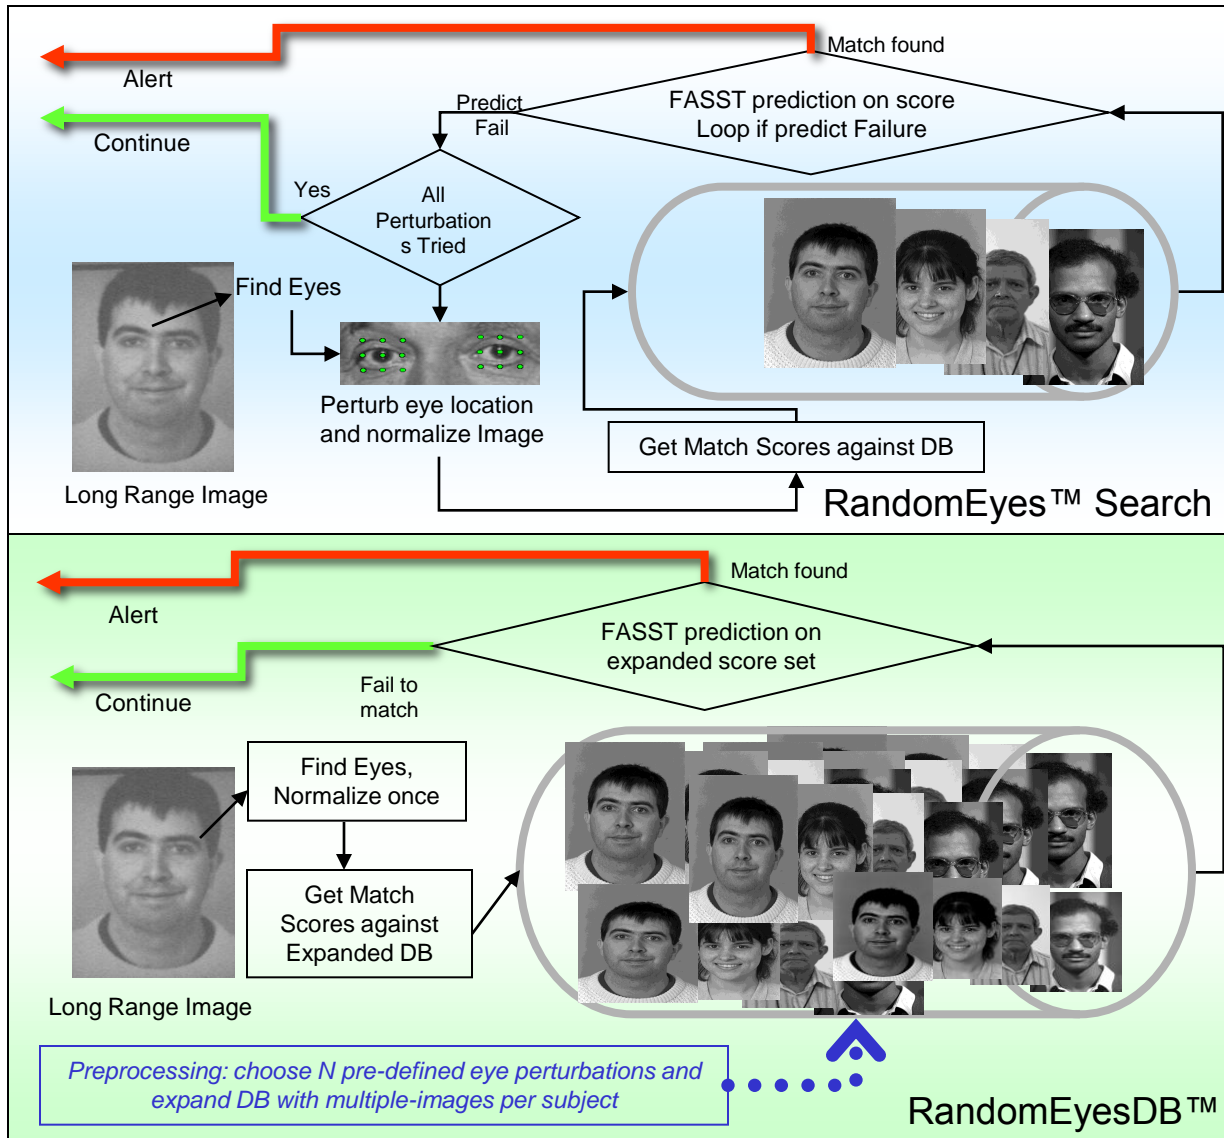 Match found
Alert
FASST prediction on score
Loop if predict Failure
Predict
Fail
Continue
Yes
All
Perturbation
s Tried
Find Eyes
Perturb eye location
and normalize Image
Get Match Scores against DB
Long Range Image
RandomEyes™ Search
Match found
Alert
FASST prediction on
expanded score set
Continue
Fail to
match
Find Eyes,
Normalize once
Get Match
Scores against
Expanded DB
Long Range Image
Preprocessing: choose N pre-defined eye perturbations and
expand DB with multiple-images per subject
RandomEyesDB™